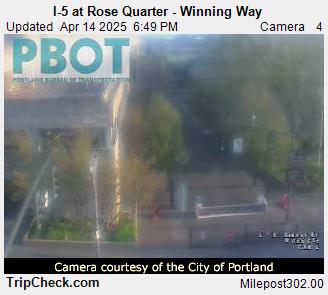 I-5 at Rose Quarter - Winning Way
Updated Apr 14 2025 6:49 PM Camera 4
PBOT
PORTLAND BUREAU OF TRANSPORTATION
Camera courtesy of the City of Portland
TripCheck.com Milepost302.00